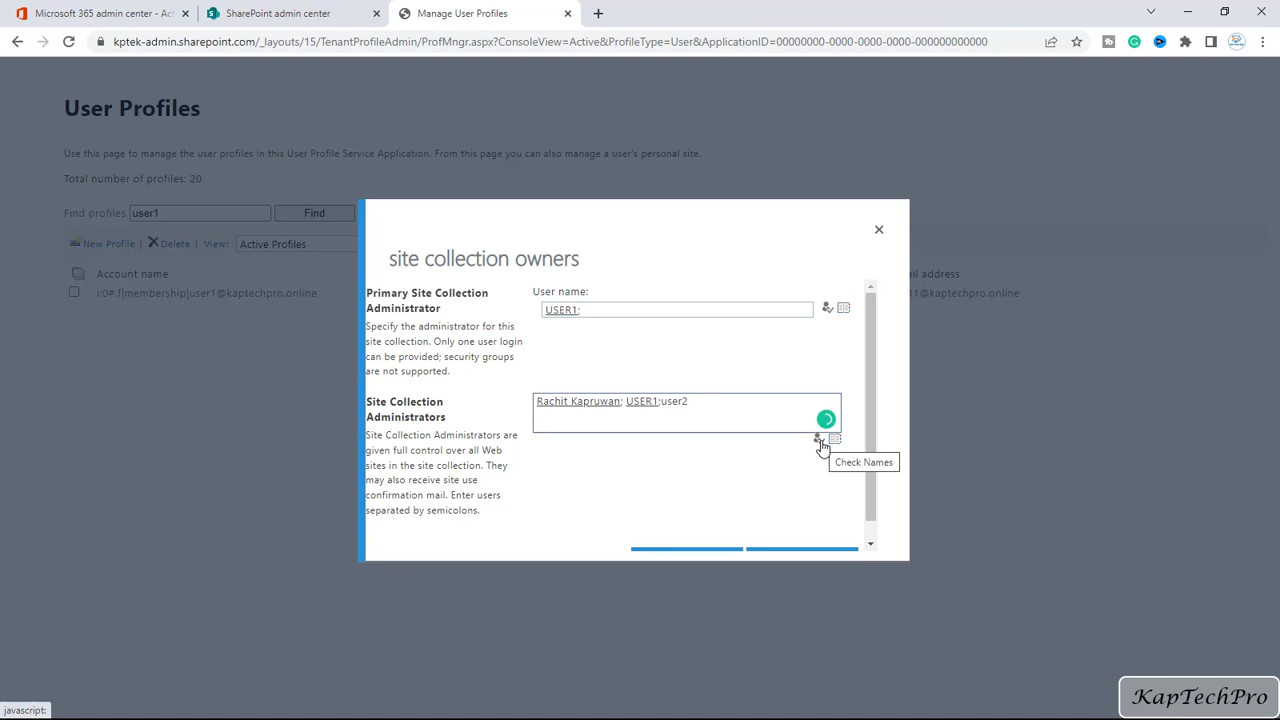 Microsoft 365 admin center - Act
SharePoint admin center
Manage User Profiles
kptek-admin.sharepoint.com/_layouts/15/TenantProfileAdmin/ProfMngr.aspx?ConsoleView=Active&ProfileType=User&ApplicationID=00000000-0000-0000-0000-000000000000
User Profiles
Use this page to manage the user profiles in this User Profile Service Application. From this page you can also manage a user's personal site.
Total number of profiles: 20
Find profiles user1 Find
New Profile | Delete | View: Active Profiles
Account name
ail address
i:0#.f|membership|user1@kaptechpro.online
R1@kaptechpro.online
site collection owners
Primary Site Collection
Administrator
Specify the administrator for this
site collection. Only one user login
can be provided; security groups
are not supported.
User name:
USER1;
Site Collection
Administrators
Site Collection Administrators are
given full control over all Web
sites in the site collection. They
may also receive site use
confirmation mail. Enter users
separated by semicolons.
Rachit Kapruwan; USER1;user2
Check Names
KapTechPro
javascript: